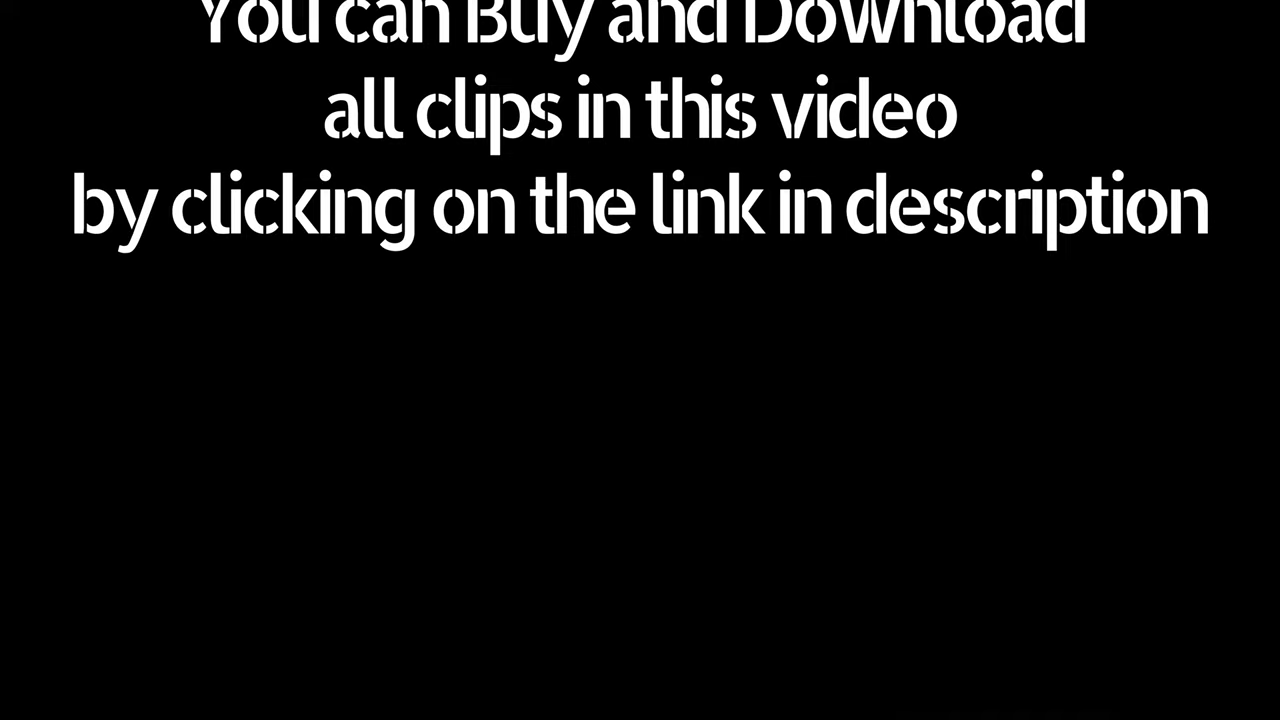 You can Buy and Download
all clips in this video
by clicking on the link in description